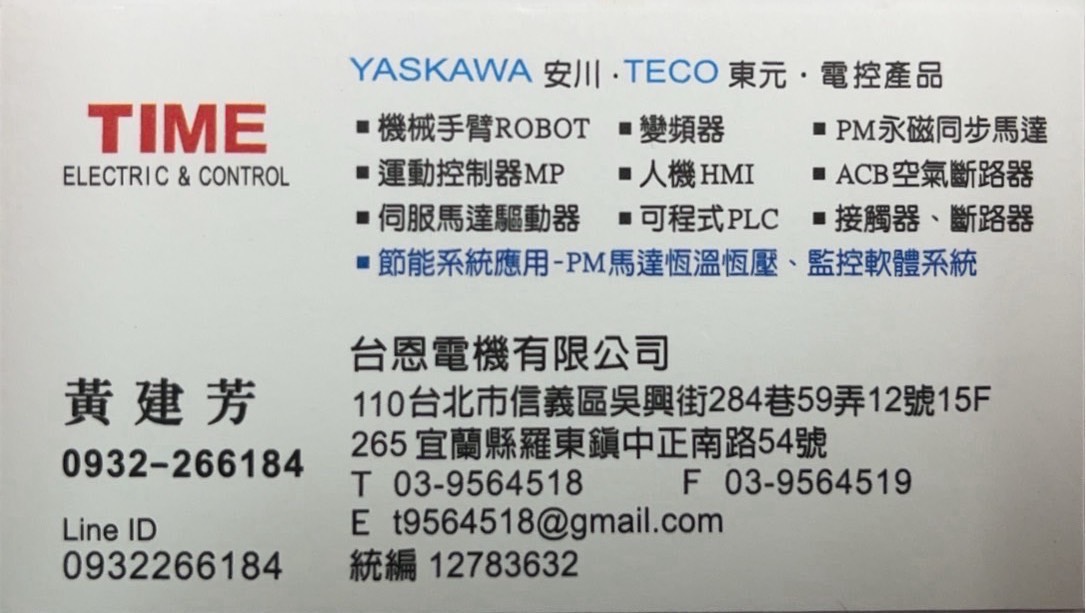 TIME
ELECTRIC & CONTROL
YASKAWA 安川·TECO 東元·電控產品
■ 機械手臂ROBOT ■ 變頻器 ■ PM永磁同步馬達
■ 運動控制器MP ■ 人機HMI ■ ACB空氣斷路器
■ 伺服馬達驅動器 ■ 可程式PLC ■ 接觸器、斷路器
■ 節能系統應用-PM馬達恆溫恆壓、監控軟體系統
黃建芳
0932-266184
Line ID
0932266184
台恩電機有限公司
110台北市信義區吳興街284巷59弄12號15F
265 宜蘭縣羅東鎮中正南路54號
T 03-9564518 F 03-9564519
E t9564518@gmail.com
統編 12783632